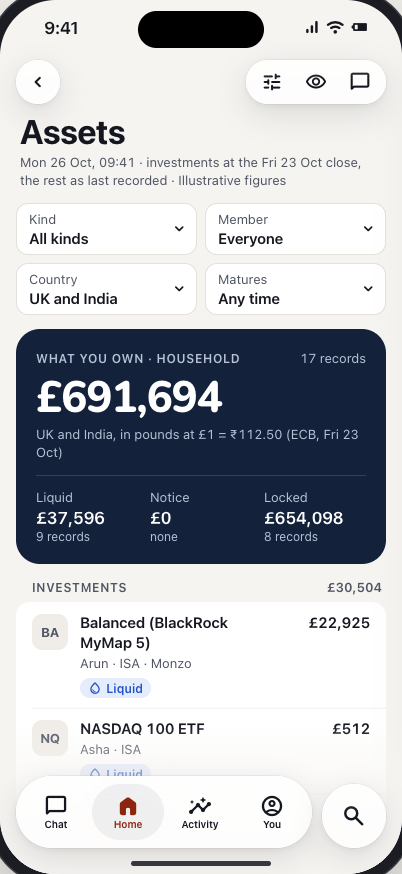 9:41
Assets
Mon 26 Oct, 09:41 · investments at the Fri 23 Oct close,
the rest as last recorded · Illustrative figures
Kind
All kinds
Member
Everyone
Country
UK and India
Matures
Any time
WHAT YOU OWN · HOUSEHOLD
17 records
£691,694
UK and India, in pounds at £1 = ₹112.50 (ECB, Fri 23
Oct)
Liquid
Notice
Locked
£37,596
£0
£654,098
9 records
none
8 records
INVESTMENTS
£30,504
BA
Balanced (BlackRock
MyMap 5)
£22,925
Arun · ISA · Monzo
Liquid
NQ
NASDAQ 100 ETF
£512
Asha · ISA
Liquid
Chat
Home
Activity
You